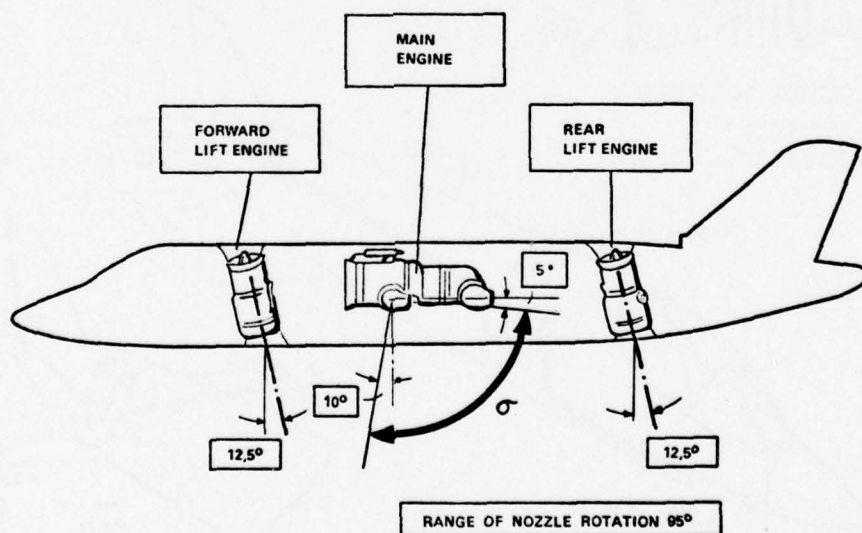 MAIN
ENGINE
FORWARD
LIFT ENGINE
REAR
LIFT ENGINE
5°
10°
σ
12,5°
12,5°
RANGE OF NOZZLE ROTATION 95°